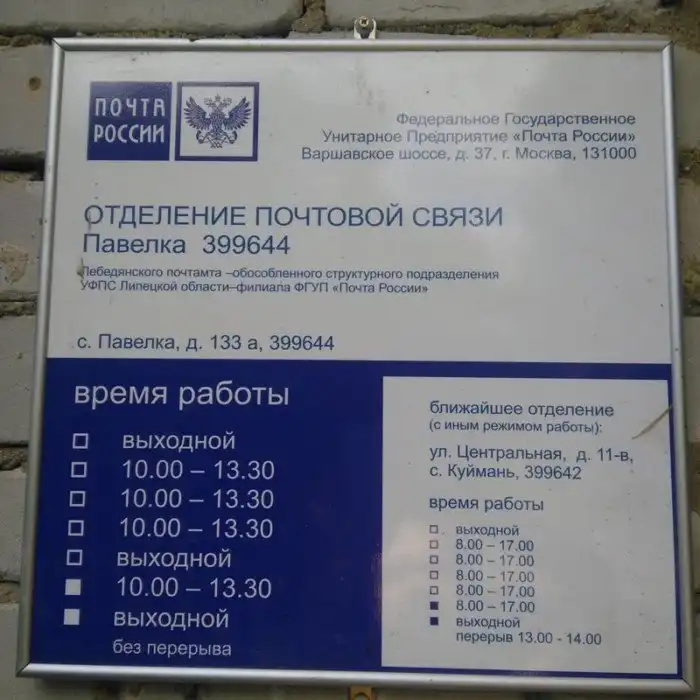 ПОЧТА
РОССИИ
Федеральное Государственное
Унитарное Предприятие «Почта России»
Варшавское шоссе, д. 37, г. Москва, 131000
ОТДЕЛЕНИЕ ПОЧТОВОЙ СВЯЗИ
Павелка 399644
Лебедянского почтамта –обособленного структурного подразделения
УФПС Липецкой области–филиала ФГУП «Почта России»
с. Павелка, д. 133 а, 399644
время работы
выходной
10.00 – 13.30
10.00 – 13.30
10.00 – 13.30
выходной
10.00 – 13.30
выходной
без перерыва
ближайшее отделение
(с иным режимом работы):
ул. Центральная, д. 11-в,
с. Куймань, 399642
время работы
выходной
8.00 – 17.00
8.00 – 17.00
8.00 – 17.00
8.00 – 17.00
8.00 – 17.00
выходной
перерыв 13.00 - 14.00